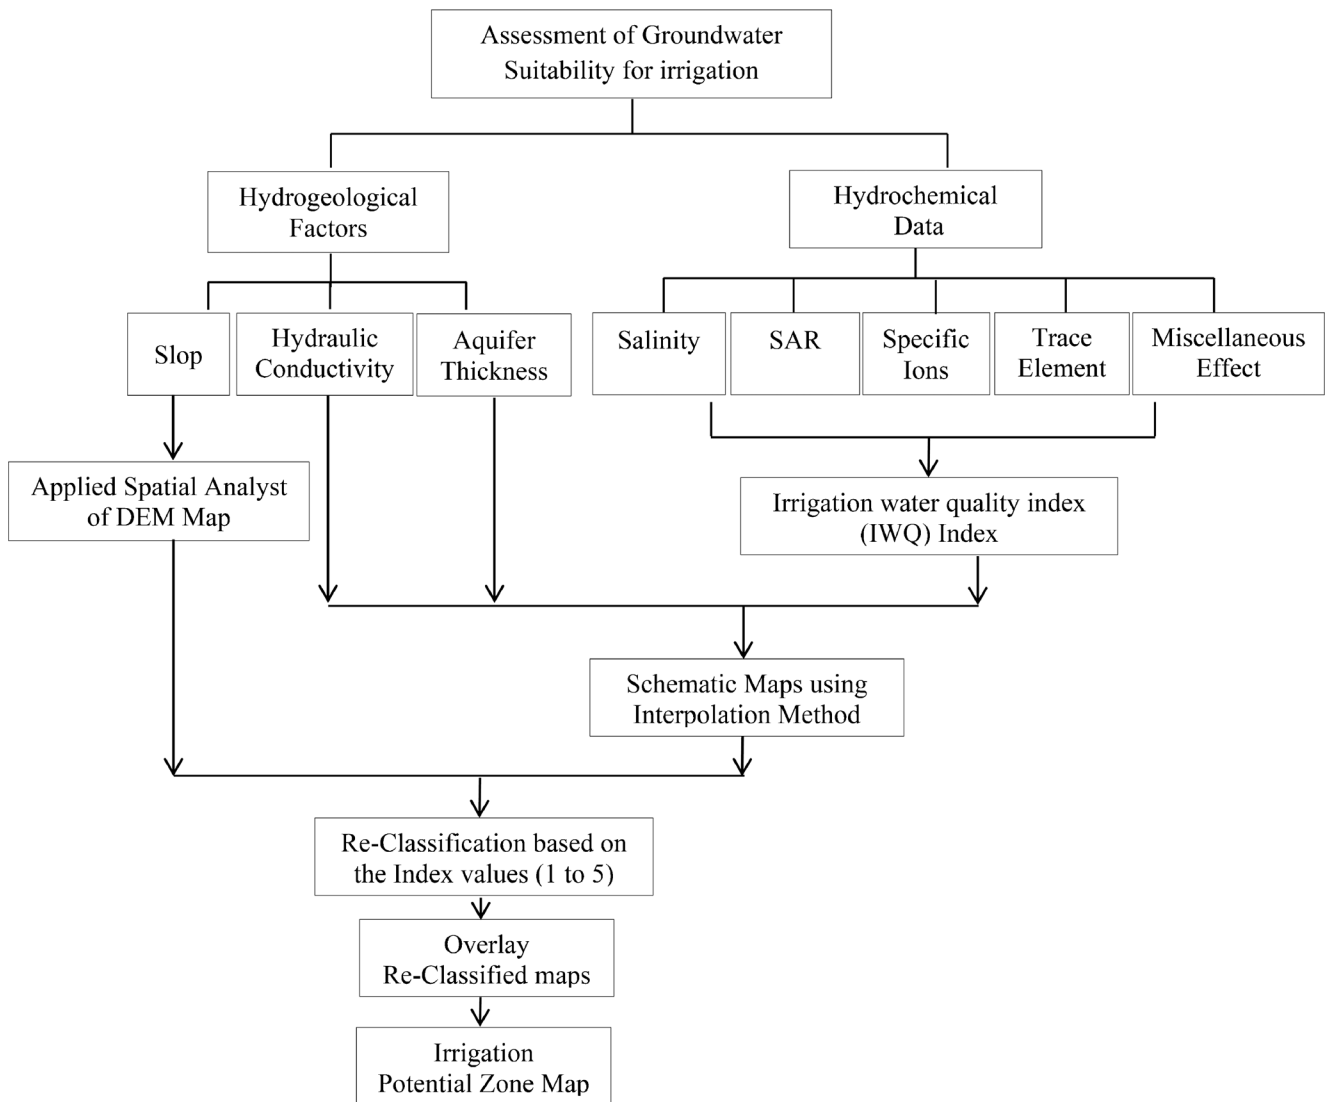 Assessment of Groundwater
Suitability for irrigation
Hydrogeological
Factors
Hydrochemical
Data
Slop
Hydraulic
Conductivity
Aquifer
Thickness
Salinity
SAR
Specific
Ions
Trace
Element
Miscellaneous
Effect
Applied Spatial Analyst
of DEM Map
Irrigation water quality index
(IWQ) Index
Schematic Maps using
Interpolation Method
Re-Classification based on
the Index values (1 to 5)
Overlay
Re-Classified maps
Irrigation
Potential Zone Map